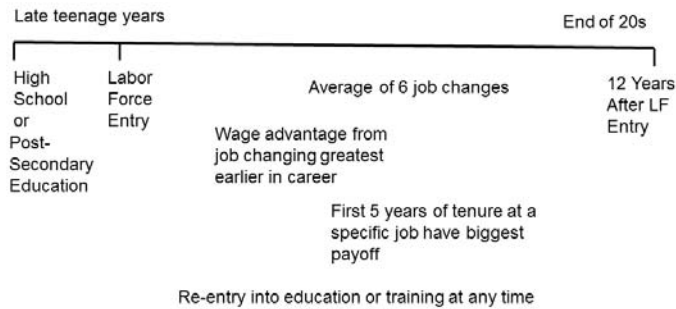 Late teenage years
End of 20s
High
School
or
Post-
Secondary
Education
Labor
Force
Entry
Average of 6 job changes
12 Years
After LF
Entry
Wage advantage from
job changing greatest
earlier in career
First 5 years of tenure at a
specific job have biggest
payoff
Re-entry into education or training at any time